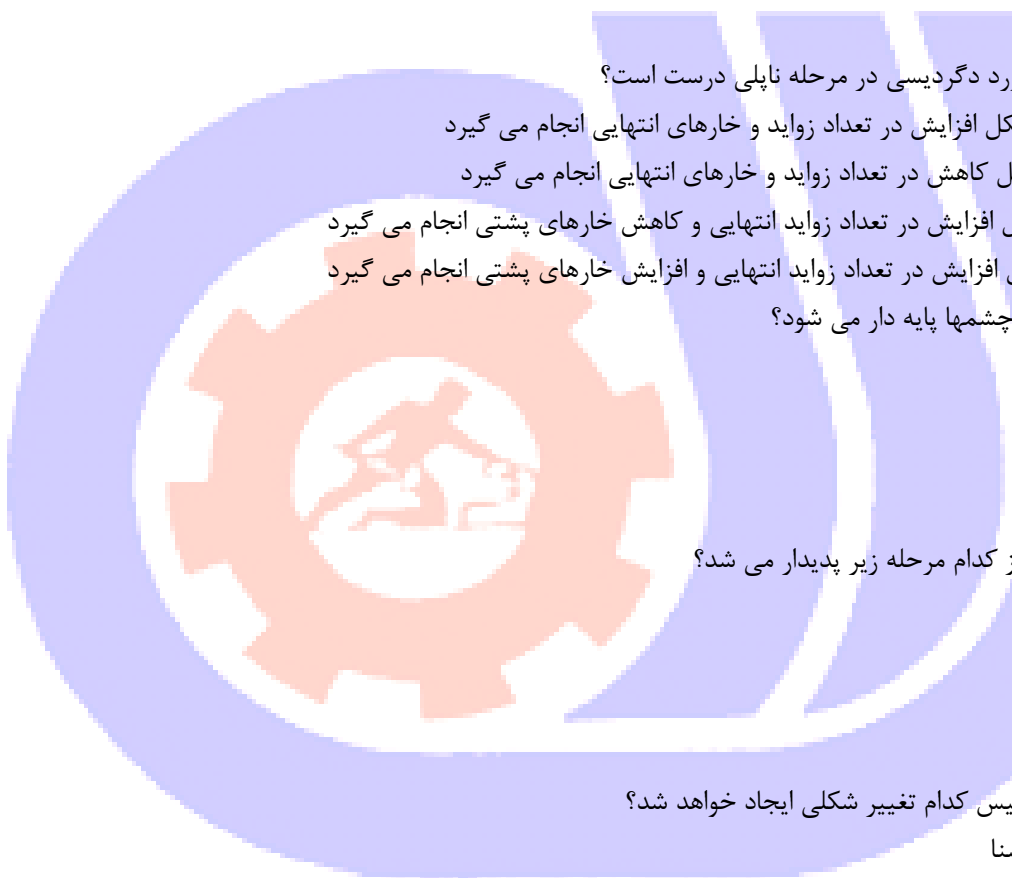 ورد دگردیسی در مرحله ناپلی درست است؟
کل افزایش در تعداد زواید و خارهای انتهایی انجام می گیرد
ل کاهش در تعداد زواید و خارهای انتهایی انجام می گیرد
ل افزایش در تعداد زواید انتهایی و کاهش خارهای پشتی انجام می گیرد
ل افزایش در تعداد زواید انتهایی و افزایش خارهای پشتی انجام می گیرد
چشمها پایه دار می شود؟
ز کدام مرحله زیر پدیدار می شد؟
یس کدام تغییر شکلی ایجاد خواهد شد؟
سنا